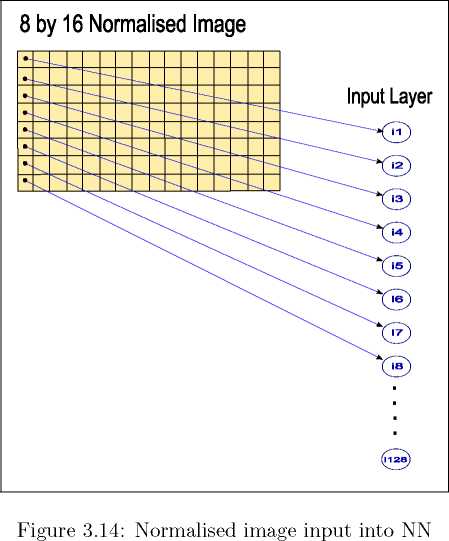 8 by 16 Normalised Image
Input Layer
i1
i2
i3
i4
i5
i6
i7
i8
i128
Figure 3.14: Normalised image input into NN